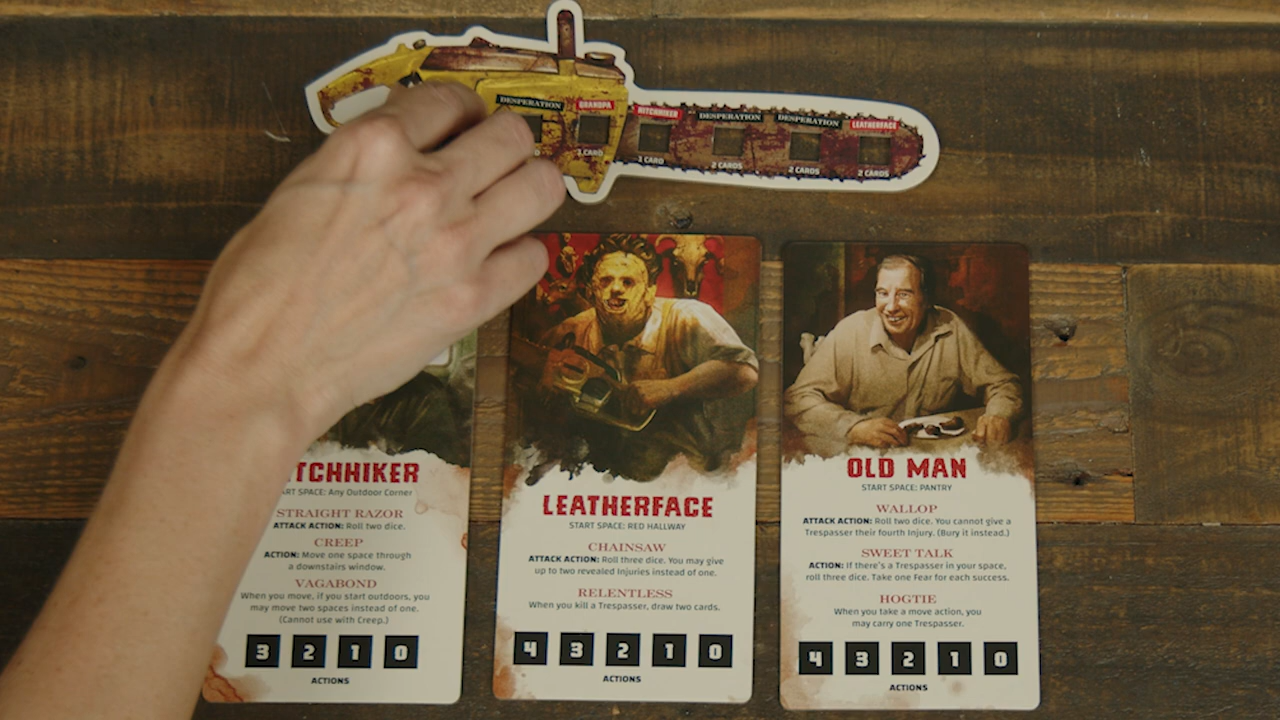 DESPERATION
GRANDPA
HITCHHIKER
DESPERATION
DESPERATION
LEATHERFACE
1 CARD
1 CARD
2 CARDS
2 CARDS
2 CARDS
TCHHIKER
ART SPACE: Any Outdoor Corner
STRAIGHT RAZOR
ATTACK ACTION: Roll two dice.
CREEP
ACTION: Move one space through
a downstairs window.
VAGABOND
When you move, if you start outdoors, you
may move two spaces instead of one.
(Cannot use with Creep.)
3 2 1 0
ACTIONS
LEATHERFACE
START SPACE: RED HALLWAY
CHAINSAW
ATTACK ACTION: Roll three dice. You may give
up to two revealed Injuries instead of one.
RELENTLESS
When you kill a Trespasser, draw two cards.
4 3 2 1 0
ACTIONS
OLD MAN
START SPACE: PANTRY
WALLOP
ATTACK ACTION: Roll two dice. You cannot give a
Trespasser their fourth Injury. (Bury it instead.)
SWEET TALK
ACTION: If there's a Trespasser in your space,
roll three dice. Take one Fear for each success.
HOGTIE
When you take a move action, you
may carry one Trespasser.
4 3 2 1 0
ACTIONS